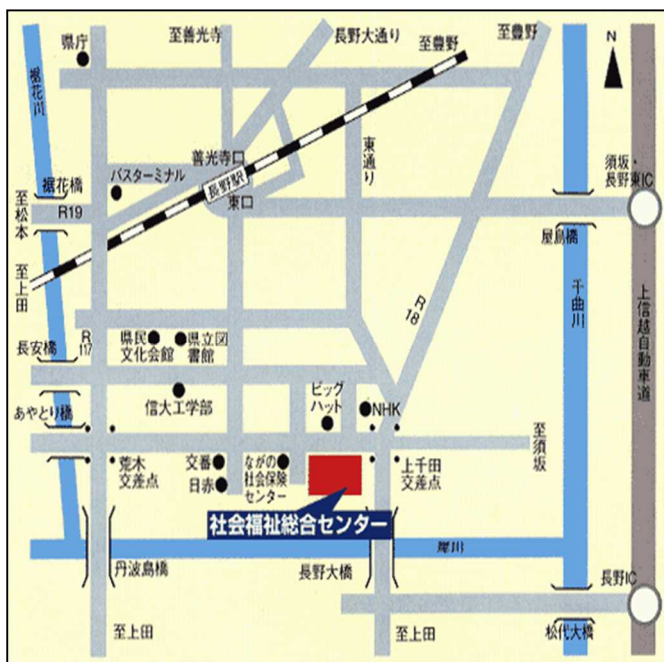 至善光寺
長野大通り
至豊野
至豊野
県庁
N
裾花川
善光寺口
東通り
須坂・
長野東IC
バスターミナル
長野駅
裾花橋
東口
R19
至松本
屋島橋
至上田
千曲川
上信越自動車道
R
18
R
117
県民
文化会館
県立図
書館
長安橋
ビッグ
ハット
NHK
信大工学部
あやとり橋
至須坂
荒木
交差点
交番
日赤
ながの
社会保険
センター
上千田
交差点
社会福祉総合センター
犀川
丹波島橋
長野大橋
長野IC
至上田
至上田
松代大橋